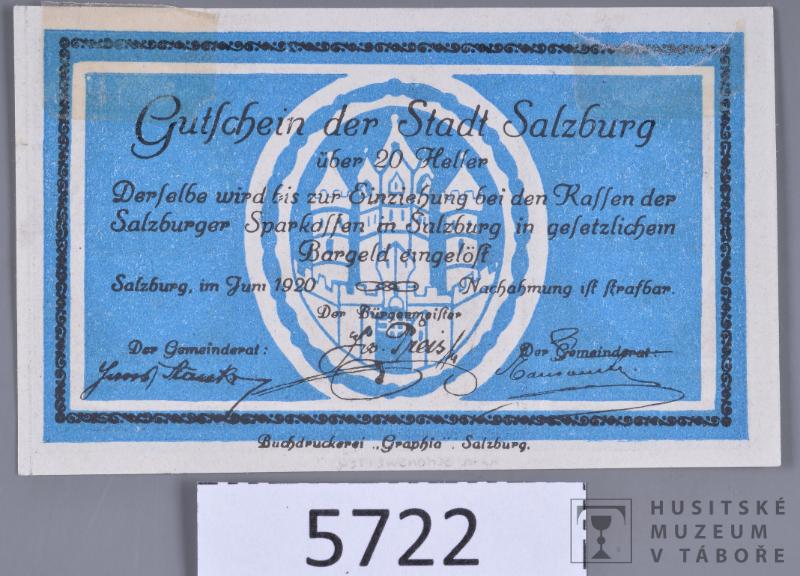 Gutſchein der Stadt Salzburg
über 20 Heller
Derſelbe wird bis zur Einziehung bei den Kaſſen der
Salzburger Sparkaſſen in Salzburg in geſetzlichem
Bargeld eingelöſt
Salzburg, im Juni 1920 Nachahmung iſt ſtrafbar.
Der Bürgermeiſter
Der Gemeinderat: Der Gemeinderat:
Buchdruckerei „Graphia", Salzburg.
5722
HUSITSKÉ
MUZEUM
V TÁBOŘE